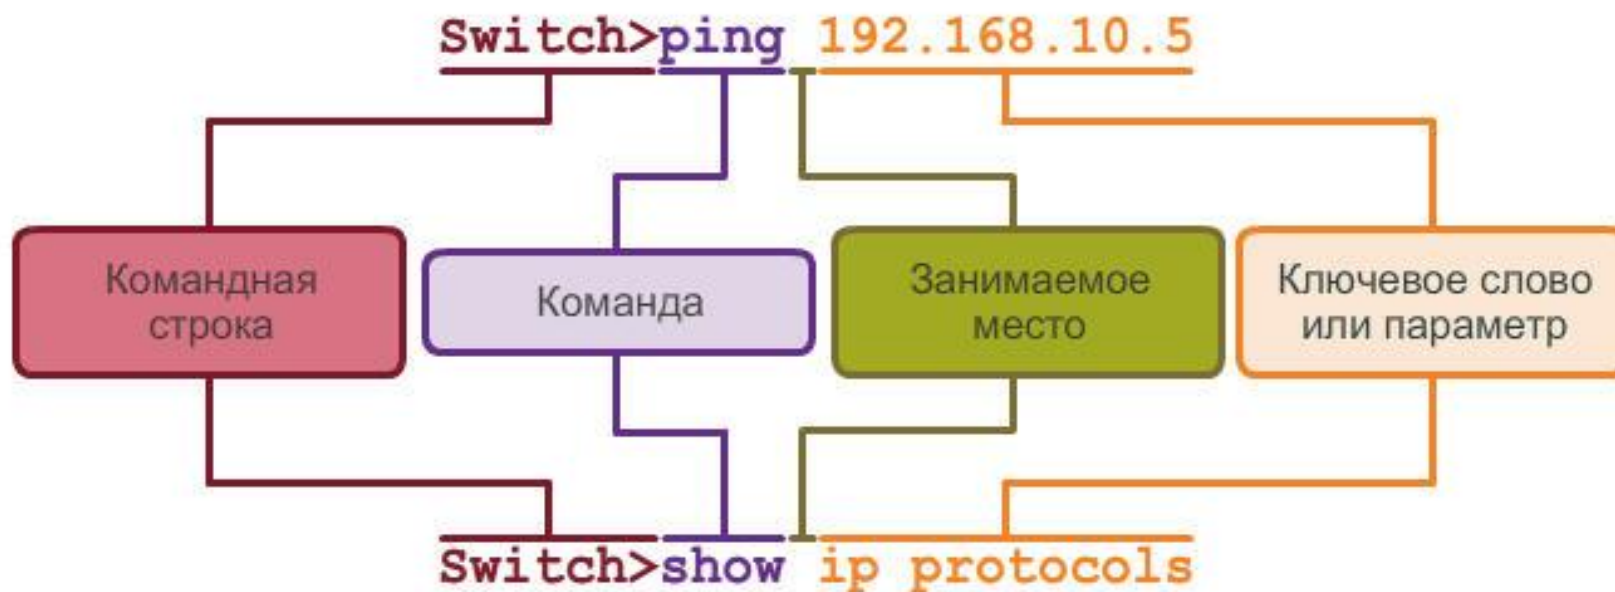 Switch>ping 192.168.10.5
Командная
строка
Команда
Занимаемое
место
Ключевое слово
или параметр
Switch>show ip protocols